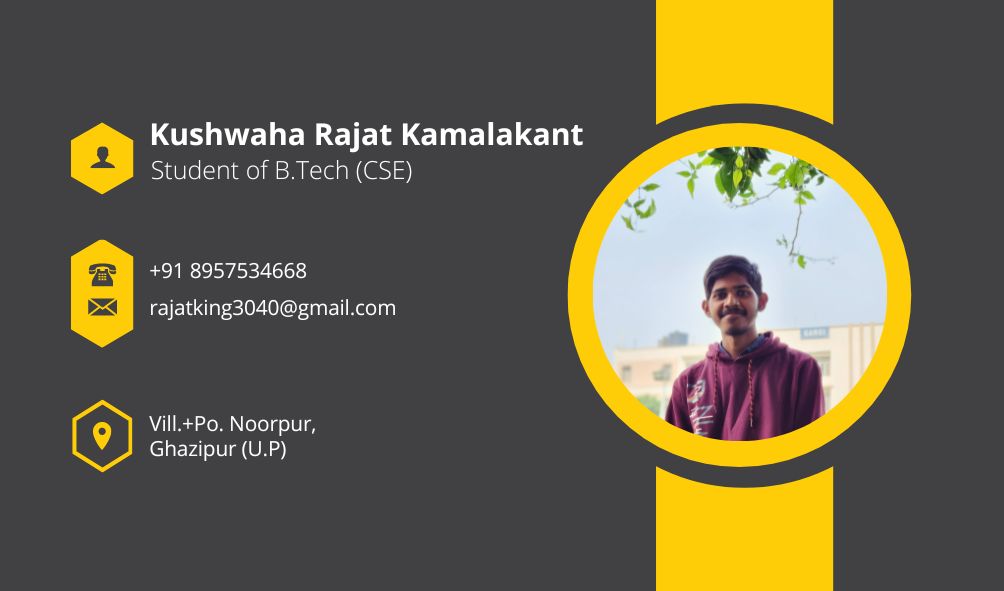 Kushwaha Rajat Kamalakant
Student of B.Tech (CSE)
+91 8957534668
rajatking3040@gmail.com
Vill.+Po. Noorpur,
Ghazipur (U.P)